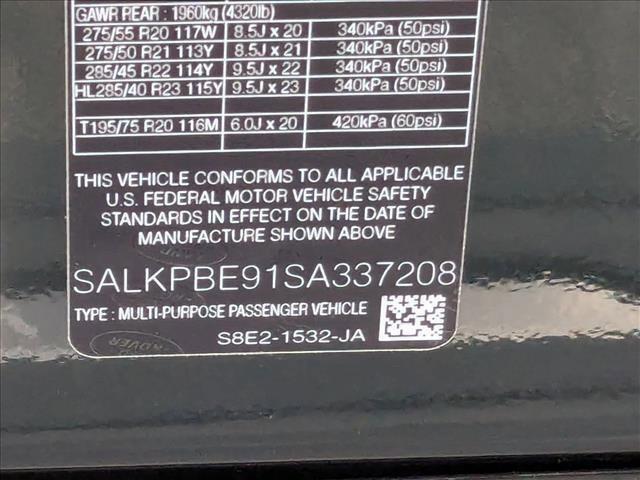 GAWR REAR : 1960kg (4320lb)
275/55 R20 117W 8.5J x 20 340kPa (50psi)
275/50 R21 113Y 8.5J x 21 340kPa (50psi)
285/45 R22 114Y 9.5J x 22 340kPa (50psi)
HL285/40 R23 115Y 9.5J x 23 340kPa (50psi)
T195/75 R20 116M 6.0J x 20 420kPa (60psi)
THIS VEHICLE CONFORMS TO ALL APPLICABLE
U.S. FEDERAL MOTOR VEHICLE SAFETY
STANDARDS IN EFFECT ON THE DATE OF
MANUFACTURE SHOWN ABOVE
SALKPBE91SA337208
TYPE : MULTI-PURPOSE PASSENGER VEHICLE
S8E2-1532-JA
ROVER